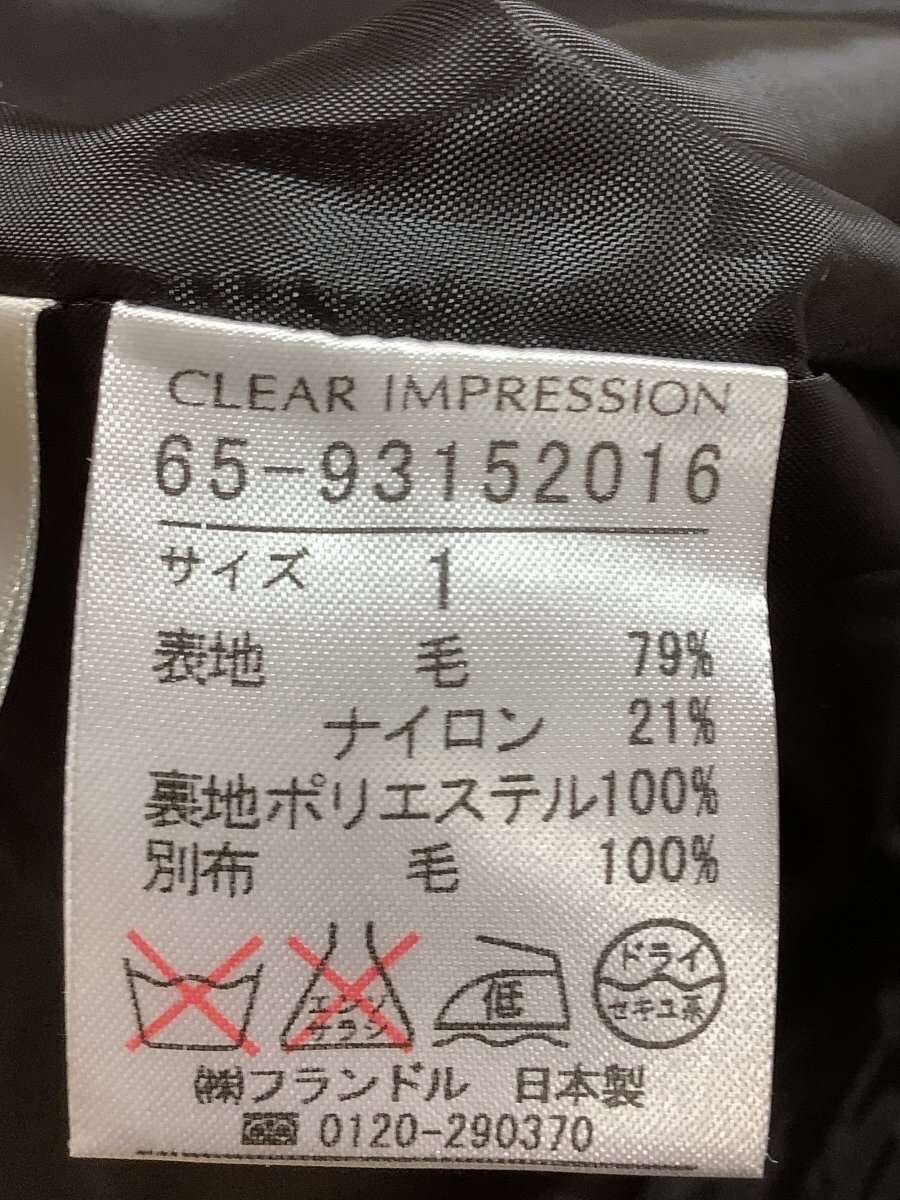 CLEAR IMPRESSION
65-93152016
サイズ 1
表地 毛 79%
ナイロン 21%
裏地ポリエステル100%
別布 毛 100%
エンソサラシ 低 ドライ セキユ系
㈱フランドル 日本製
0120-290370